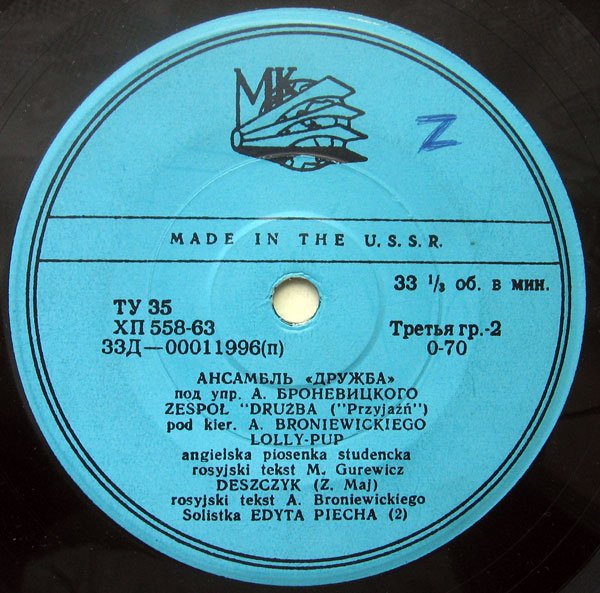 МК
Z
MADE IN THE U.S.S.R.
33 1/3 об. в мин.
ТУ 35
ХП 558-63
33Д—00011996(п)
Третья гр.-2
0-70
АНСАМБЛЬ «ДРУЖБА»
под упр. А. БРОНЕВИЦКОГО
ZESPÓŁ "DRUŻBA ("Przyjaźń")
pod kier. A. BRONIEWICKIEGO
LOLLY-PUP
angielska piosenka studencka
rosyjski tekst M. Gurewicz
DESZCZYK (Z. Maj)
rosyjski tekst A. Broniewickiego
Solistka EDYTA PIECHA (2)